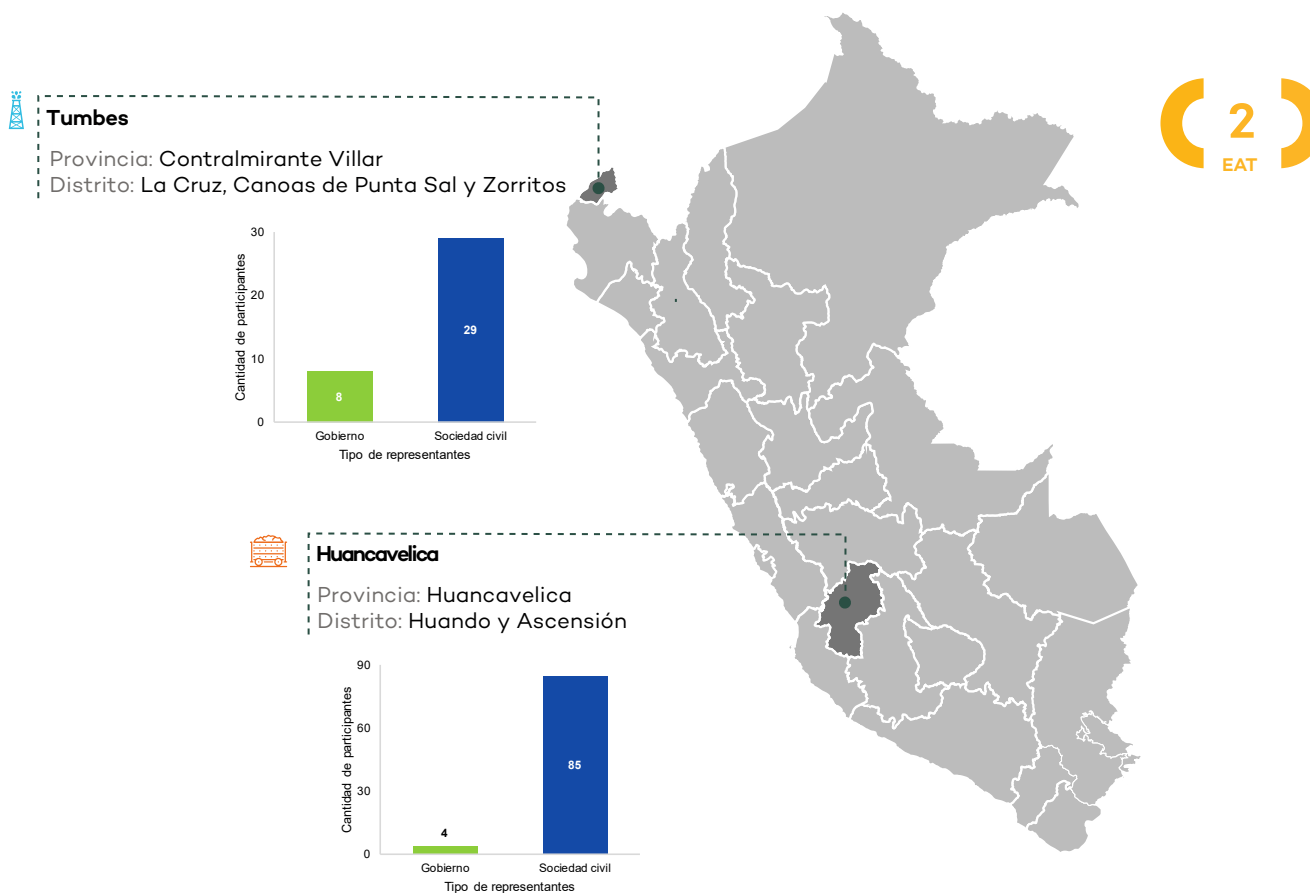 Tumbes
Provincia: Contralmirante Villar
Distrito: La Cruz, Canoas de Punta Sal y Zorritos
2
EAT
Cantidad de participantes
30
20
10
0
8
29
Gobierno
Sociedad civil
Tipo de representantes
Huancavelica
Provincia: Huancavelica
Distrito: Huando y Ascensión
Cantidad de participantes
90
60
30
0
4
85
Gobierno
Sociedad civil
Tipo de representantes